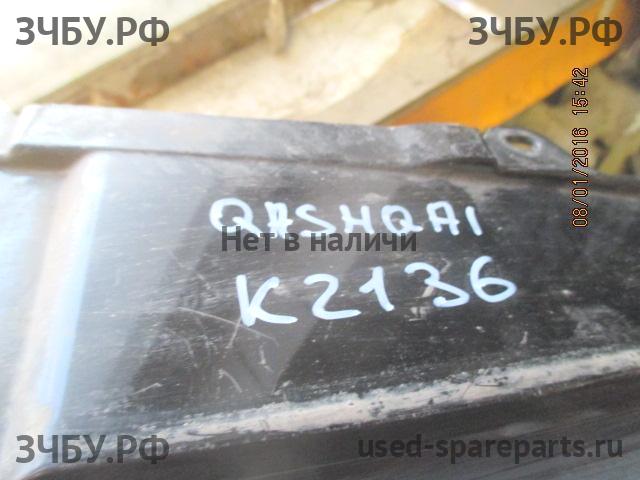 ЗЧБУ.РФ
ЗЧБУ.РФ
08/01/2016 15:42
QASHQAI
Нет в наличи
K2136
ЗЧБУ.РФ
used-spareparts.ru